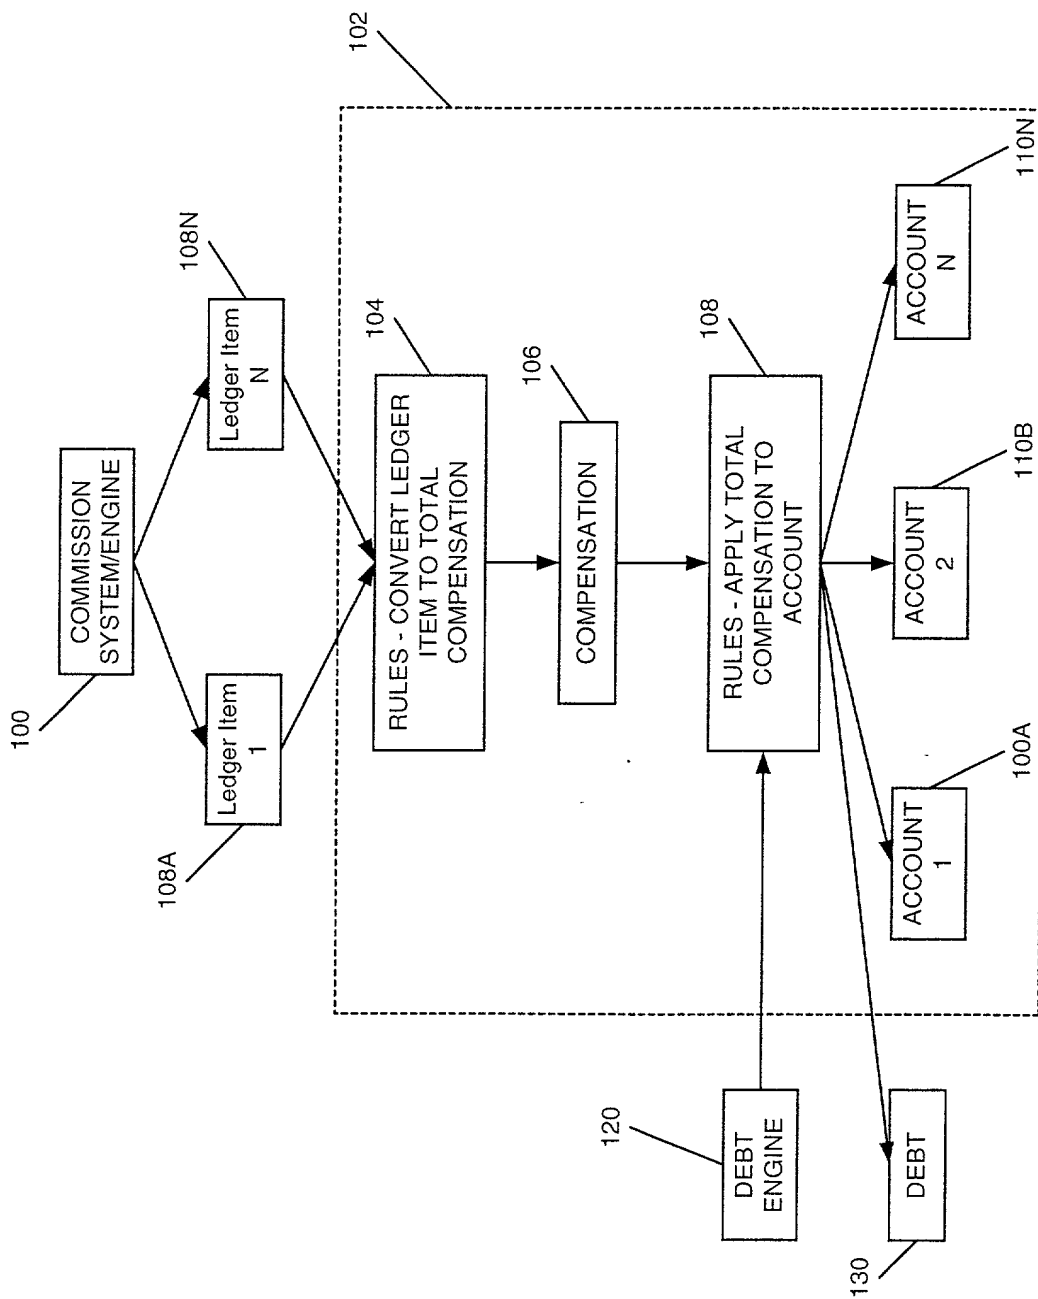 102
COMMISSION
SYSTEM/ENGINE
100
Ledger Item
1
108A
Ledger Item
N
108N
RULES - CONVERT LEDGER
ITEM TO TOTAL
COMPENSATION
104
COMPENSATION
106
RULES - APPLY TOTAL
COMPENSATION TO
ACCOUNT
108
DEBT
ENGINE
120
DEBT
130
ACCOUNT
1
100A
ACCOUNT
2
110B
ACCOUNT
N
110N